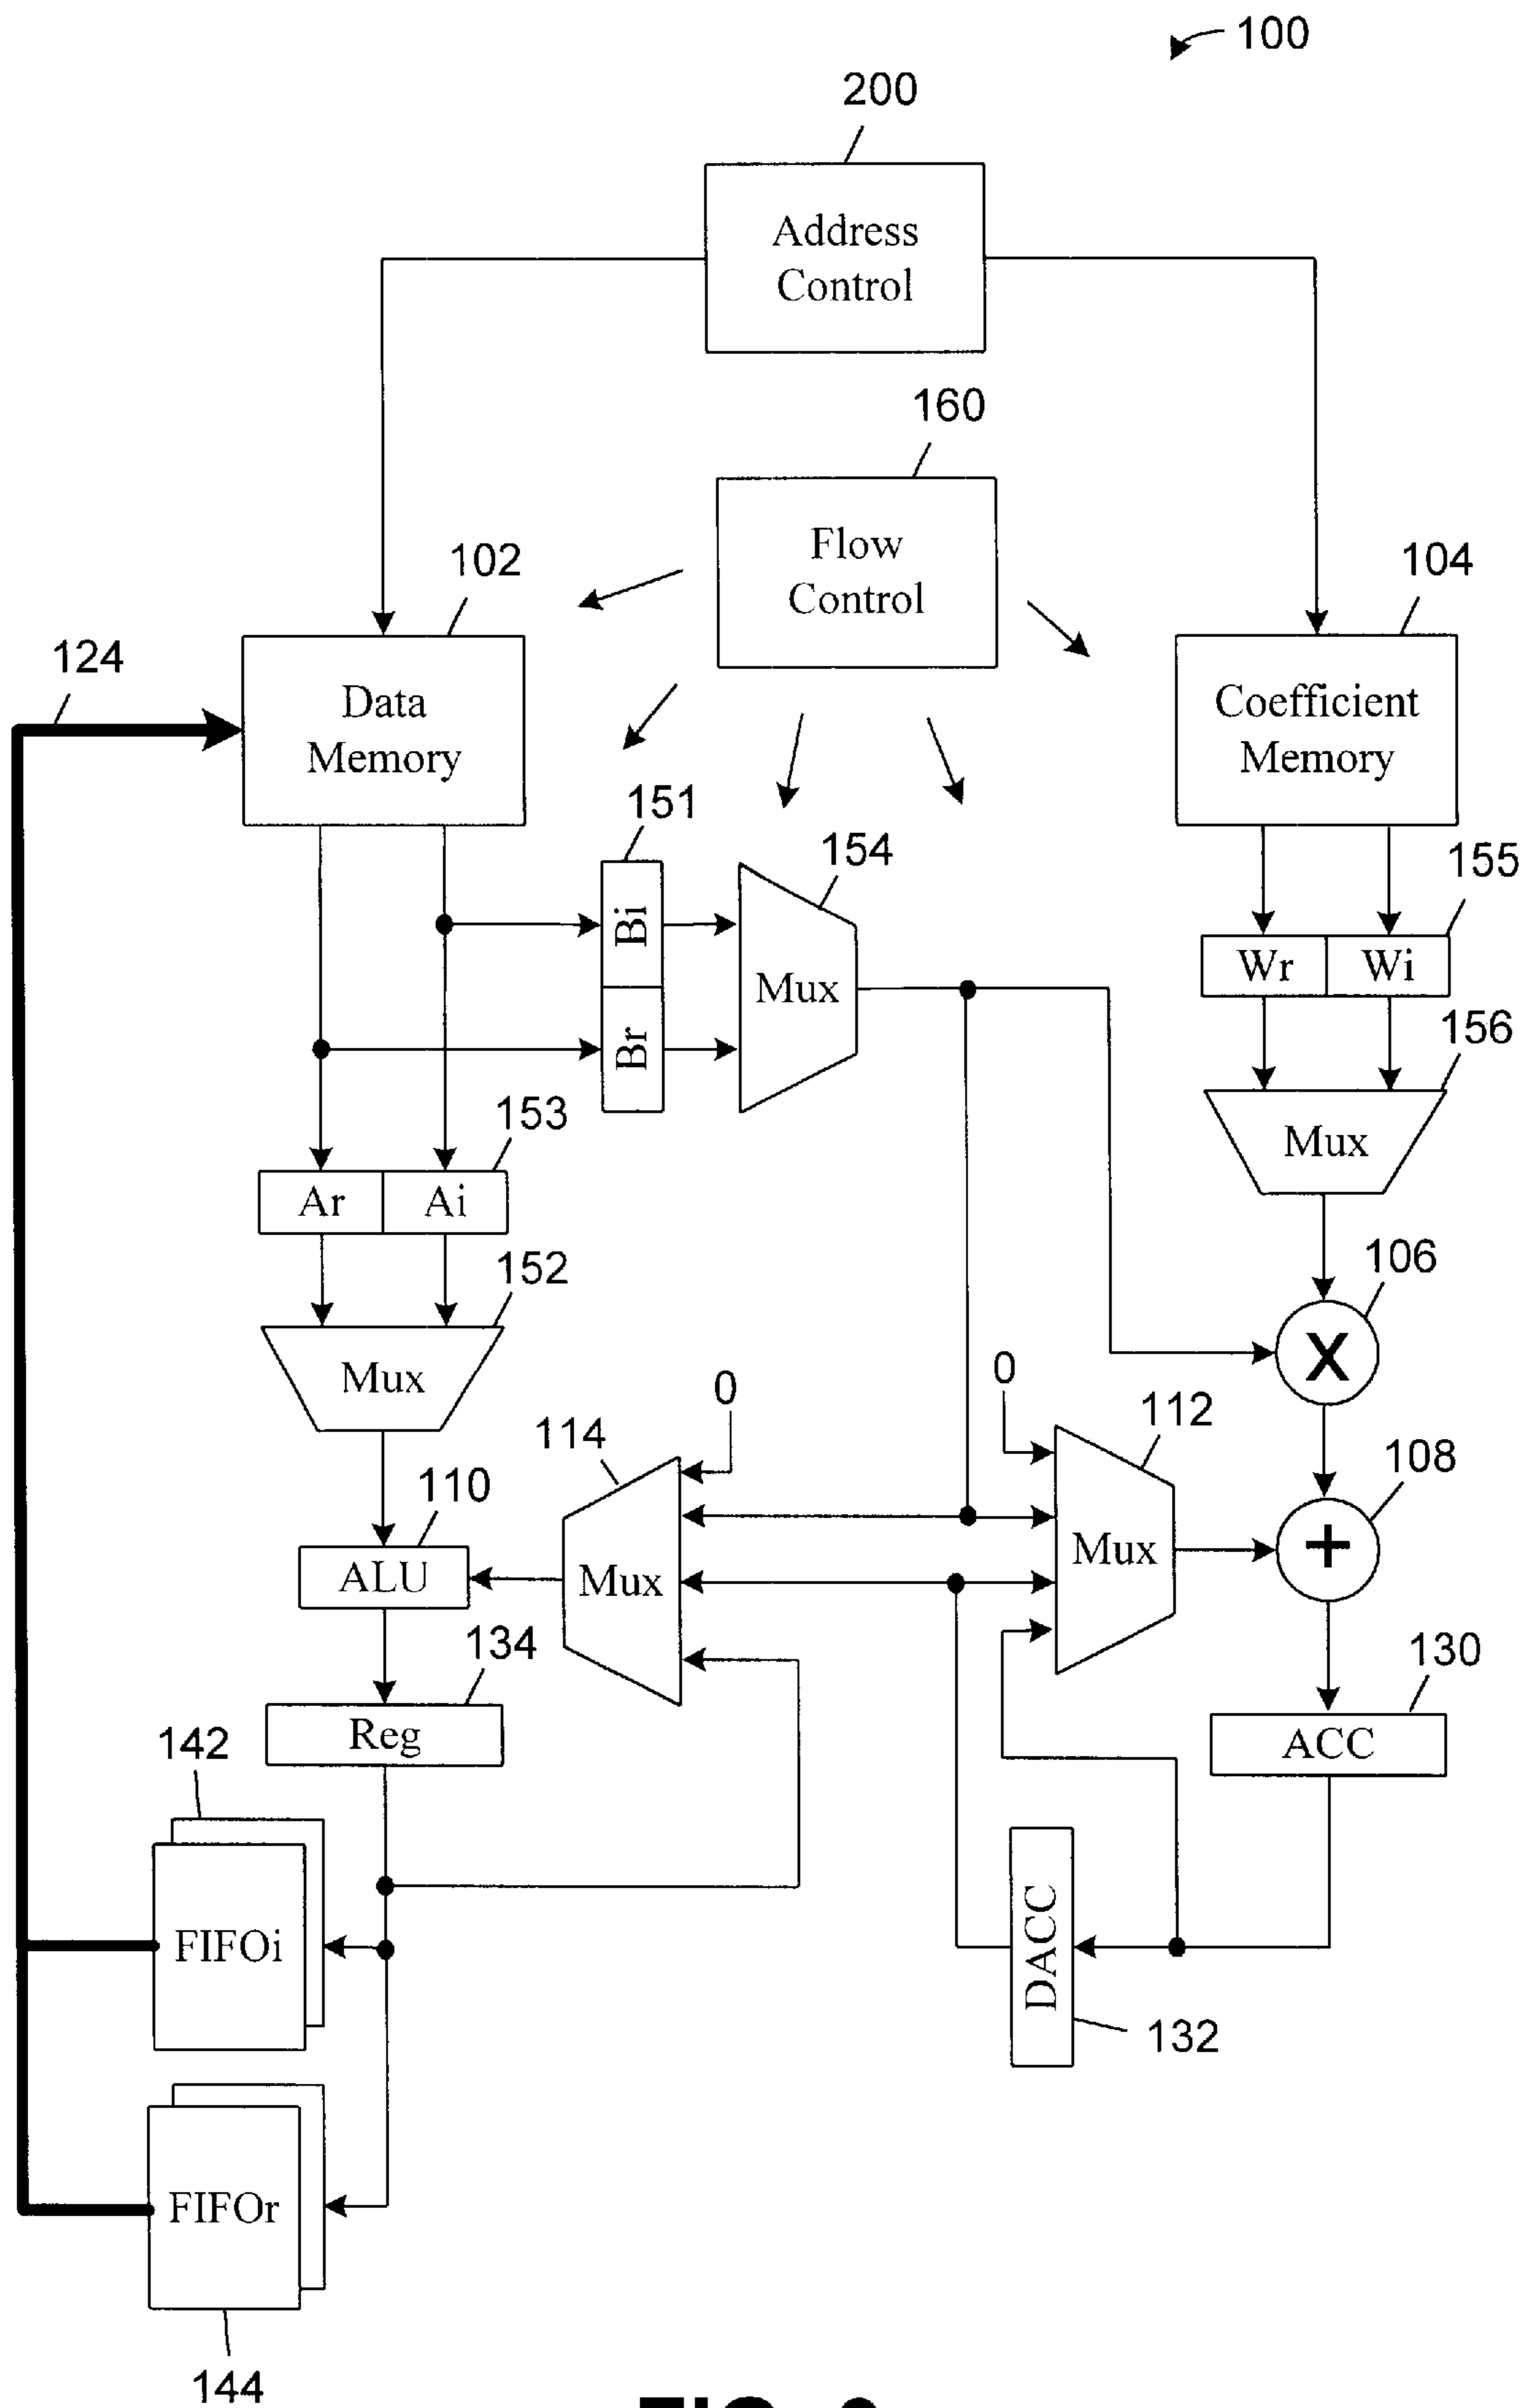 100
200
Address
Control
160
Flow
Control
102
104
124
Data
Memory
Coefficient
Memory
151
154
155
Bi
Br
Mux
Wr
Wi
156
Mux
153
Ar
Ai
152
106
Mux
X
0
0
114
112
108
110
ALU
Mux
Mux
+
134
130
Reg
ACC
142
FIFOi
DACC
132
FIFOr
144